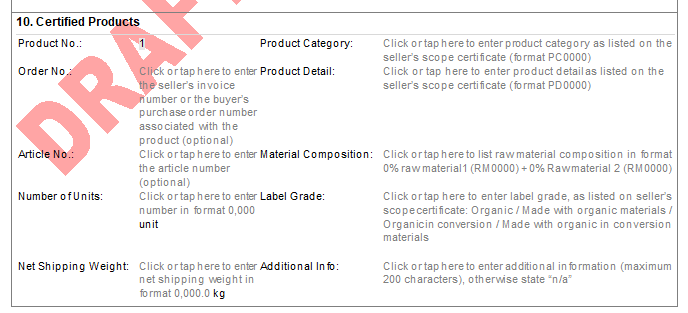 10. Certified Products
Product No.: 1 Product Category: Click or tap here to enter product category as listed on the
seller's scope certificate (format PC0000)
Order No.: Click or tap here to enter Product Detail: Click or tap here to enter product detail as listed on the
the seller's invoice seller's scope certificate (format PD0000)
number or the buyer's
purchase order number
associated with the
product (optional)
Article No.: Click or tap here to enter Material Composition: Click or tap here to list raw material composition in format
the article number 0% raw material1 (RM0000) + 0% Raw material 2 (RM0000)
(optional)
Number of Units: Click or tap here to enter Label Grade: Click or tap here to enter label grade, as listed on seller's
number in format 0,000 scope certificate: Organic / Made with organic materials /
unit Organic in conversion / Made with organic in conversion
materials
Net Shipping Weight: Click or tap here to enter Additional Info: Click or tap here to enter additional information (maximum
net shipping weight in 200 characters), otherwise state “n/a”
format 0,000.0 kg
DRAF